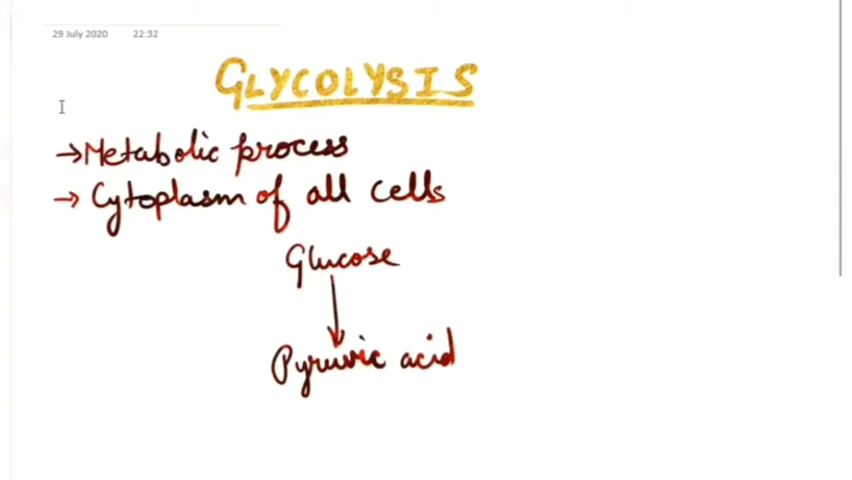 29 July 2020 22:32
GLYCOLYSIS
→Metabolic process
→ Cytoplasm of all cells
Glucose
↓
Pyruvic acid